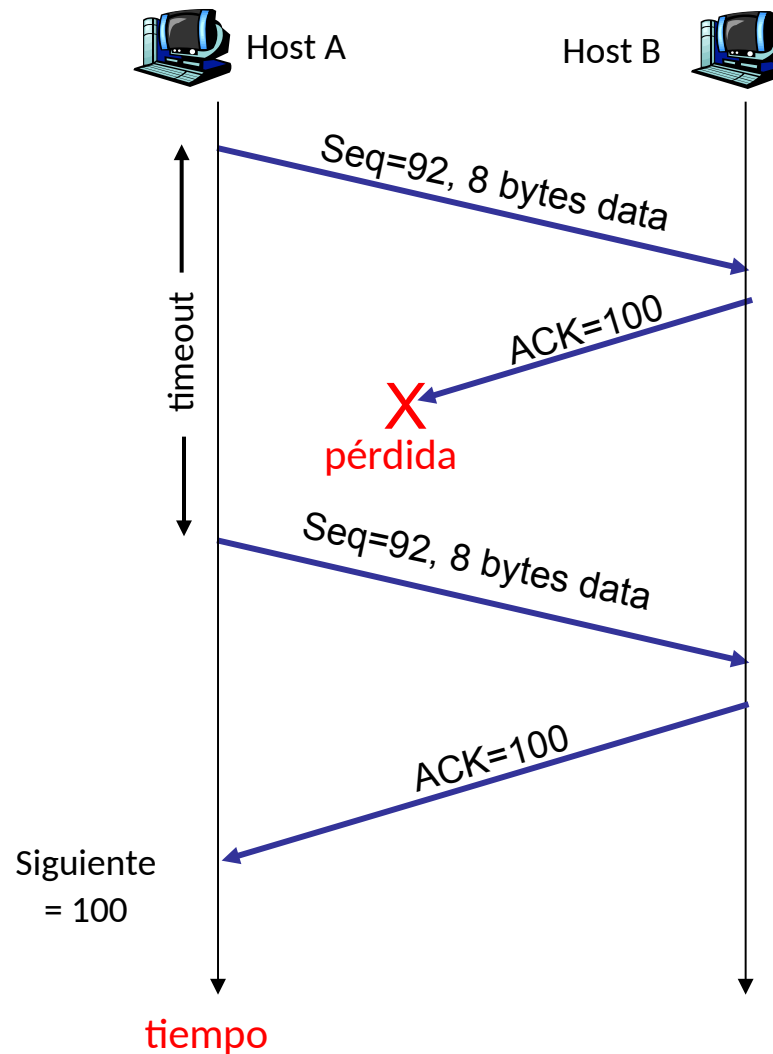 Host A
Host B
Seq=92, 8 bytes data
timeout
ACK=100
X
pérdida
Seq=92, 8 bytes data
ACK=100
Siguiente
= 100
tiempo